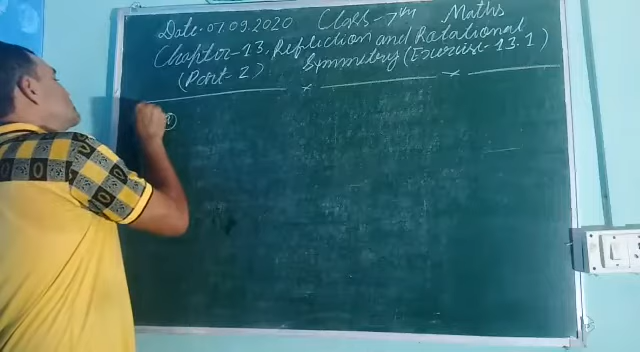 Date-07.09.2020 Class-7th Maths
Chapter-13, Reflection and Rotational
(Part 2) Symmetry (Exercise-13.1)